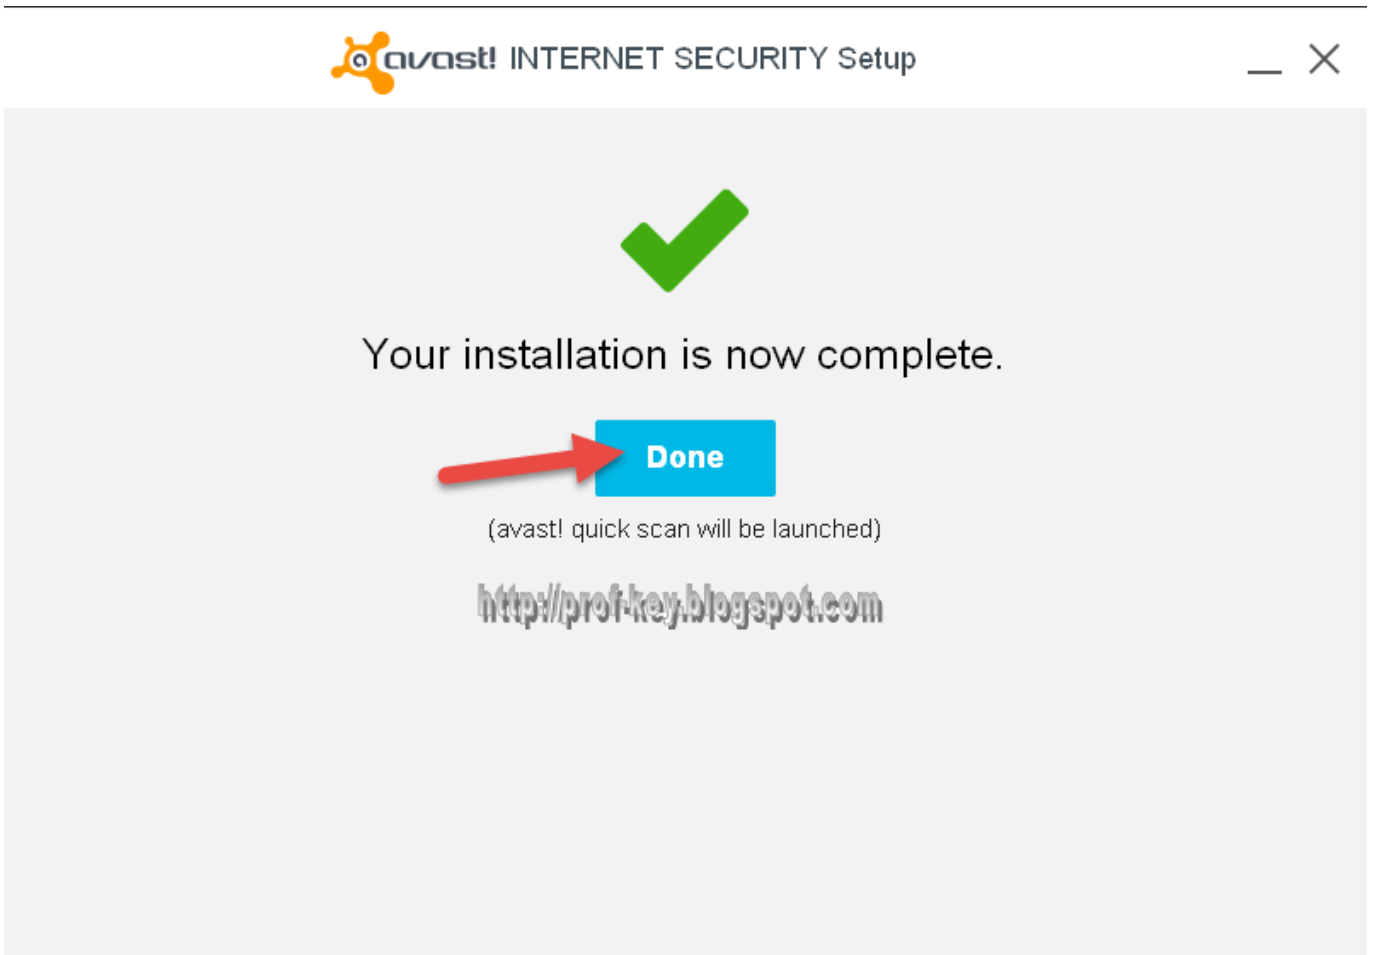 avast! INTERNET SECURITY Setup
Your installation is now complete.
Done
(avast! quick scan will be launched)
http://prof-key.blogspot.com